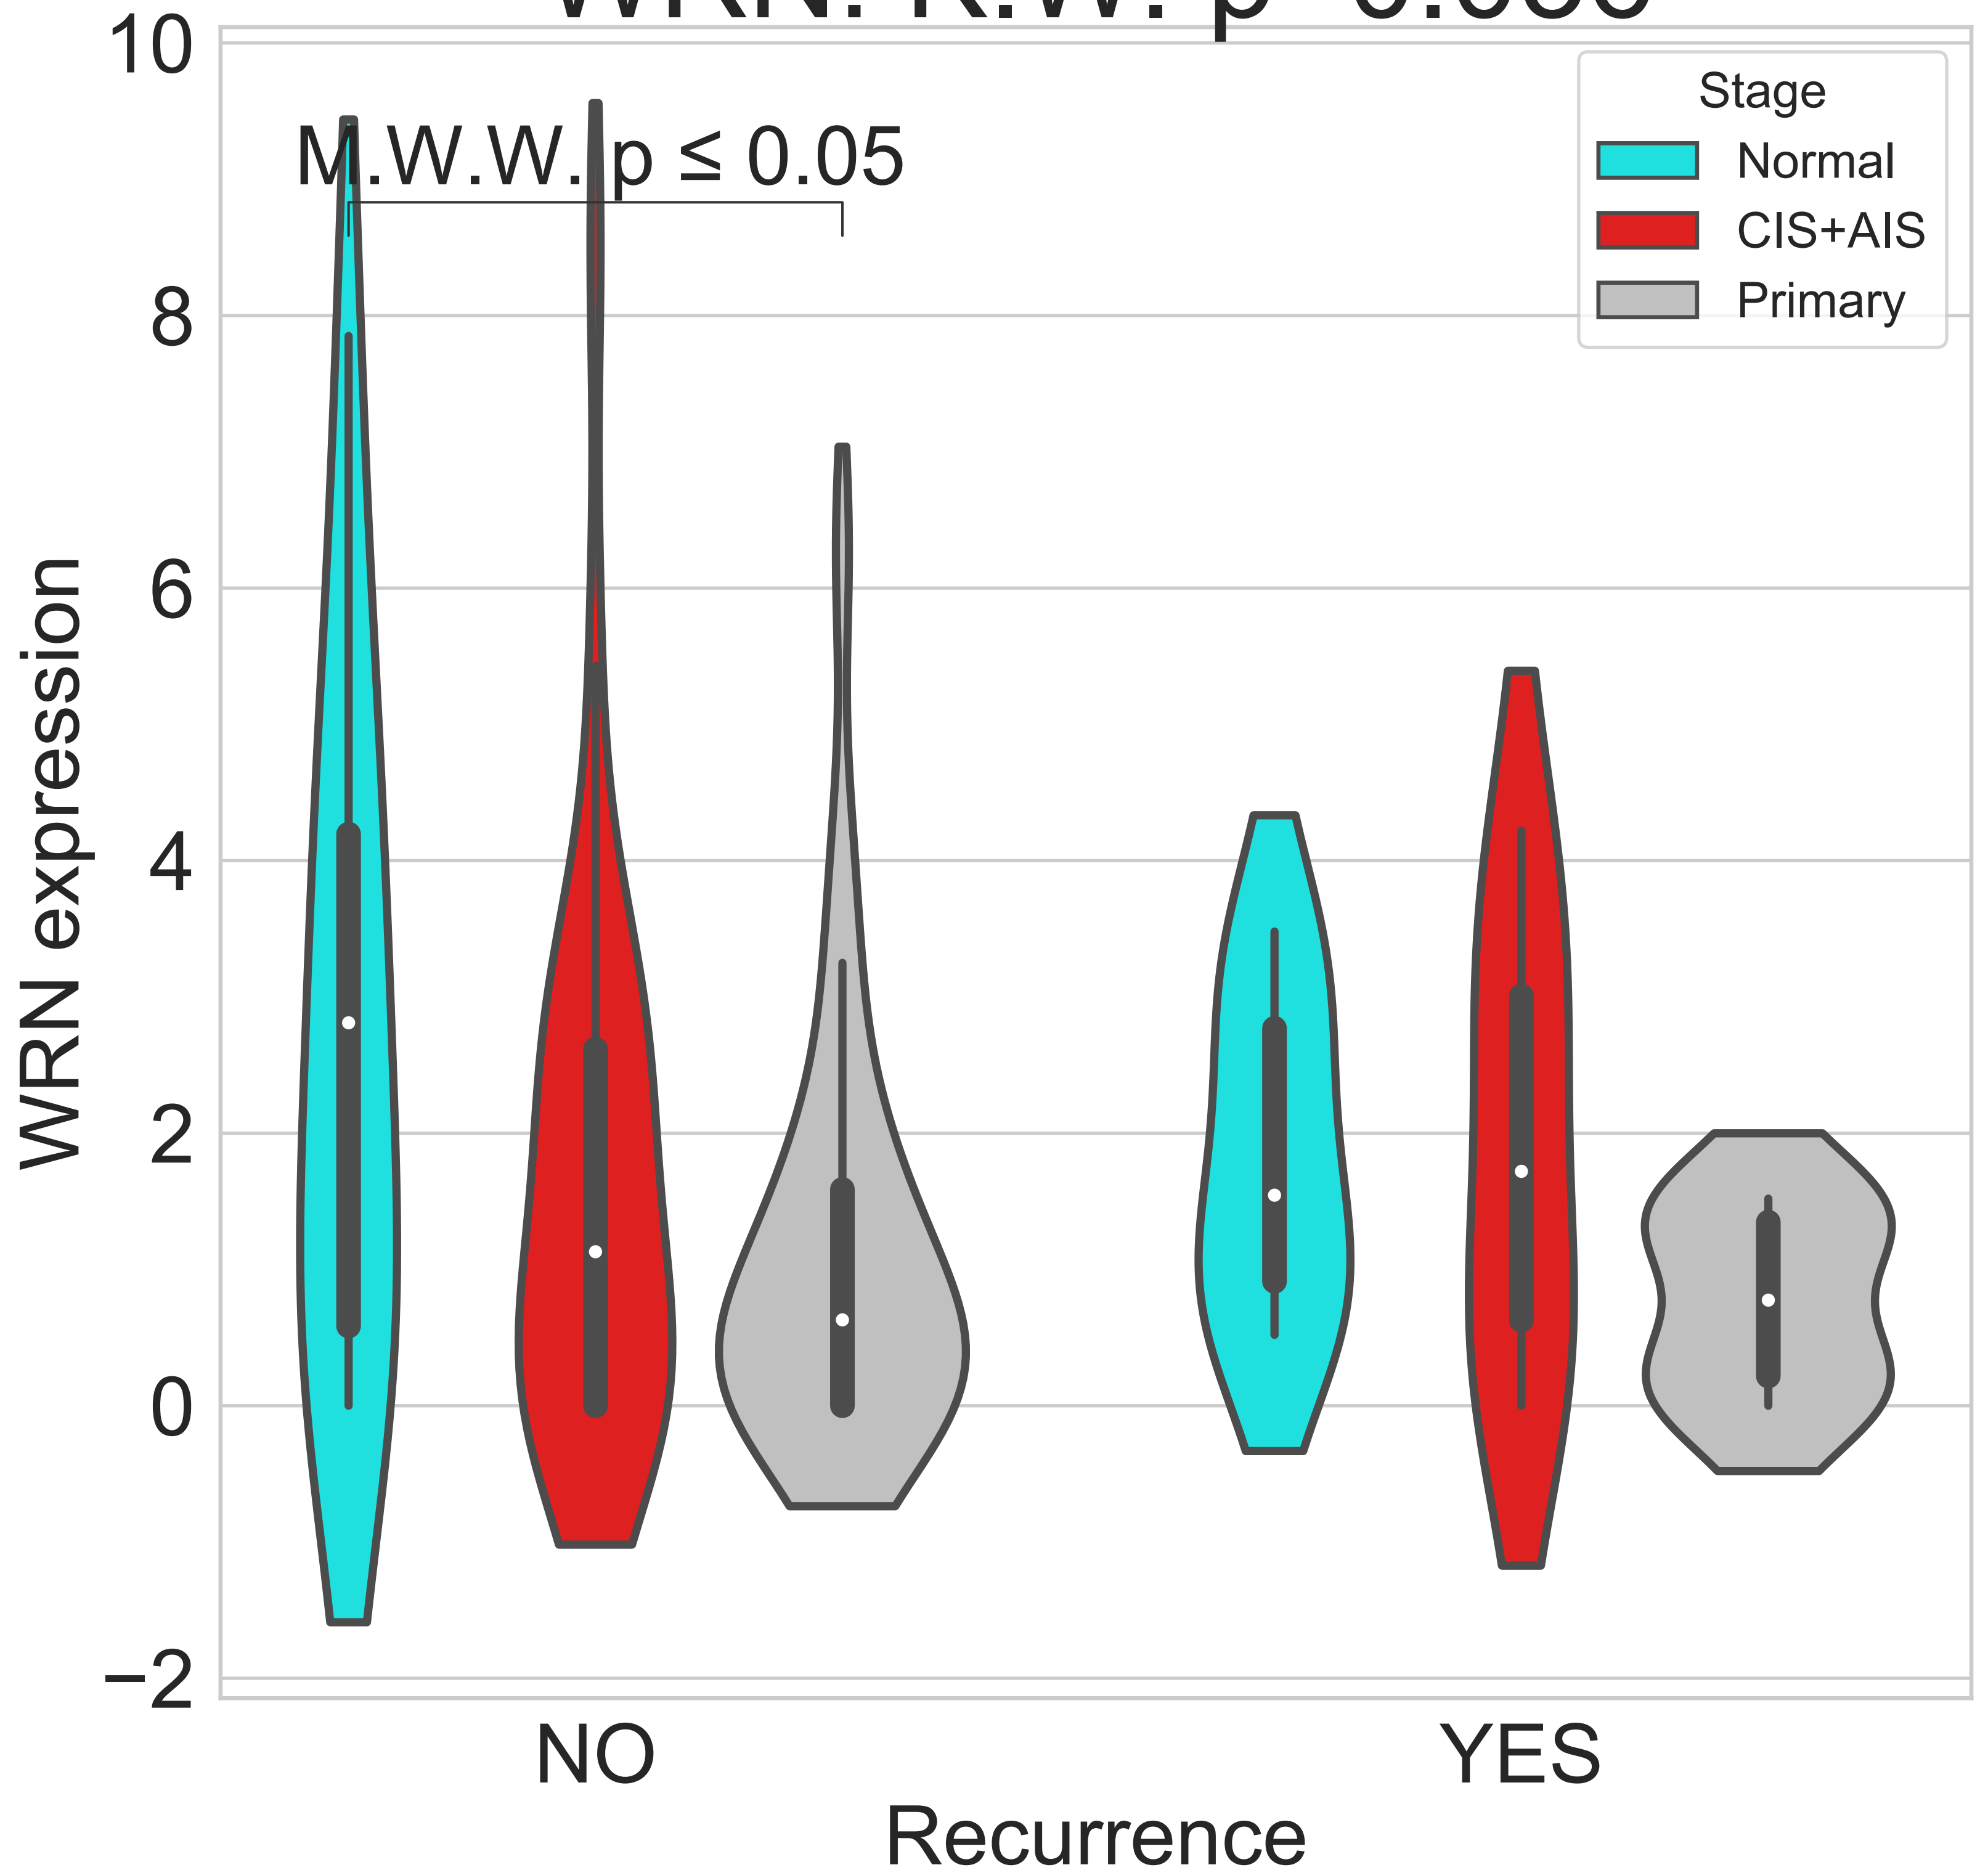 10
M.W.W. p ≤ 0.05
Stage
Normal
CIS+AIS
Primary
8
6
4
2
0
−2
WRN expression
NO
YES
Recurrence